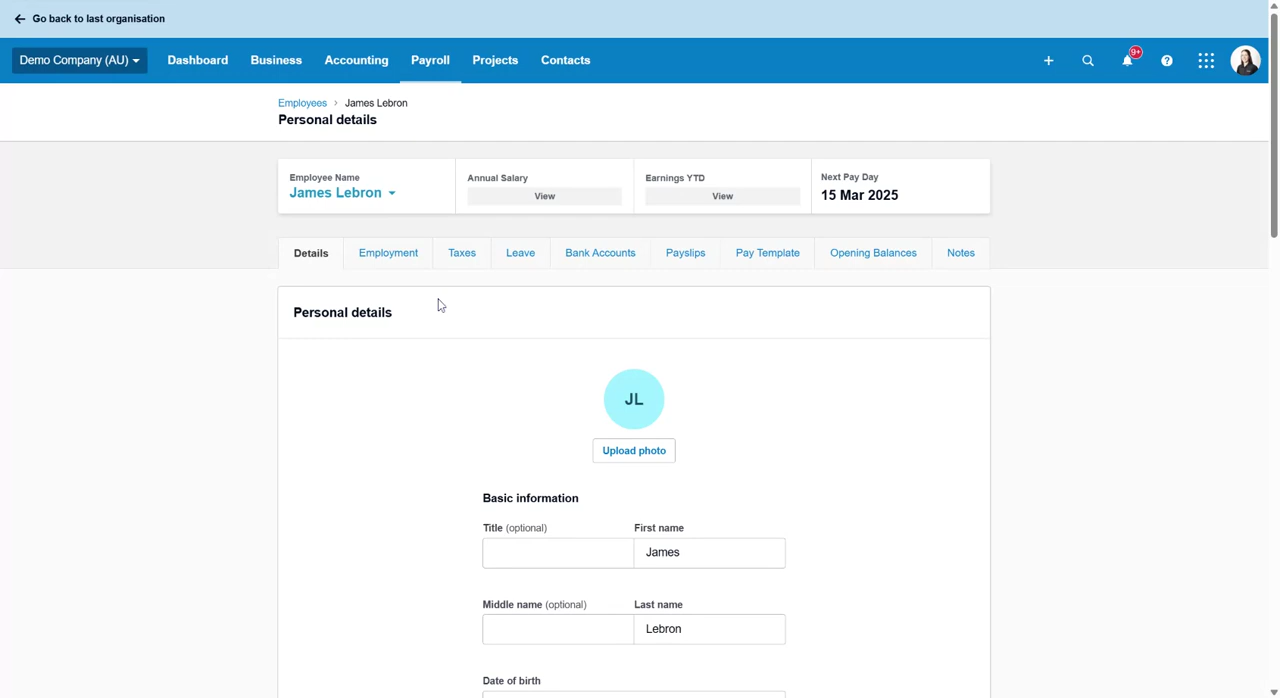 Go back to last organisation
Demo Company (AU) Dashboard Business Accounting Payroll Projects Contacts 9+
Employees › James Lebron
Personal details
Employee Name Annual Salary Earnings YTD Next Pay Day
James Lebron View View 15 Mar 2025
Details Employment Taxes Leave Bank Accounts Payslips Pay Template Opening Balances Notes
Personal details
JL
Upload photo
Basic information
Title (optional) First name
James
Middle name (optional) Last name
Lebron
Date of birth